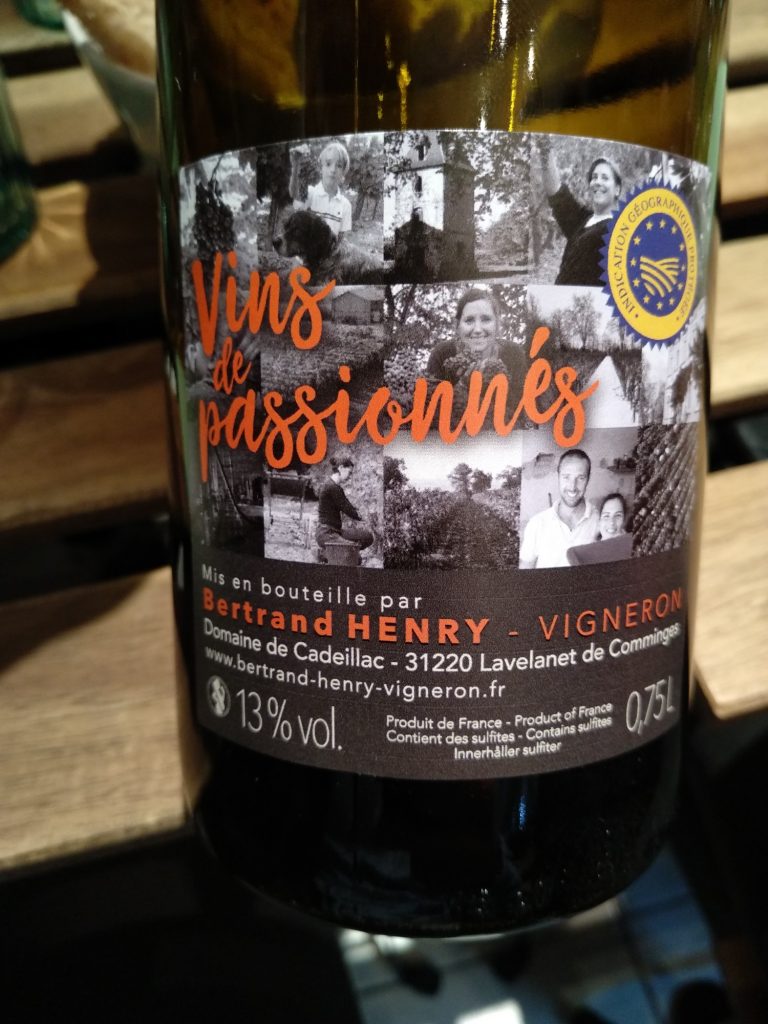 INDICATION GÉOGRAPHIQUE PROTÉGÉE
Vins
de
passionnés
Mis en bouteille par
Bertrand HENRY - VIGNERON
Domaine de Cadeillac - 31220 Lavelanet de Comminges
www.bertrand-henry-vigneron.fr
13% vol.
Produit de France - Product of France
Contient des sulfites - Contains sulfites
Innerhåller sulfiter
0,75L